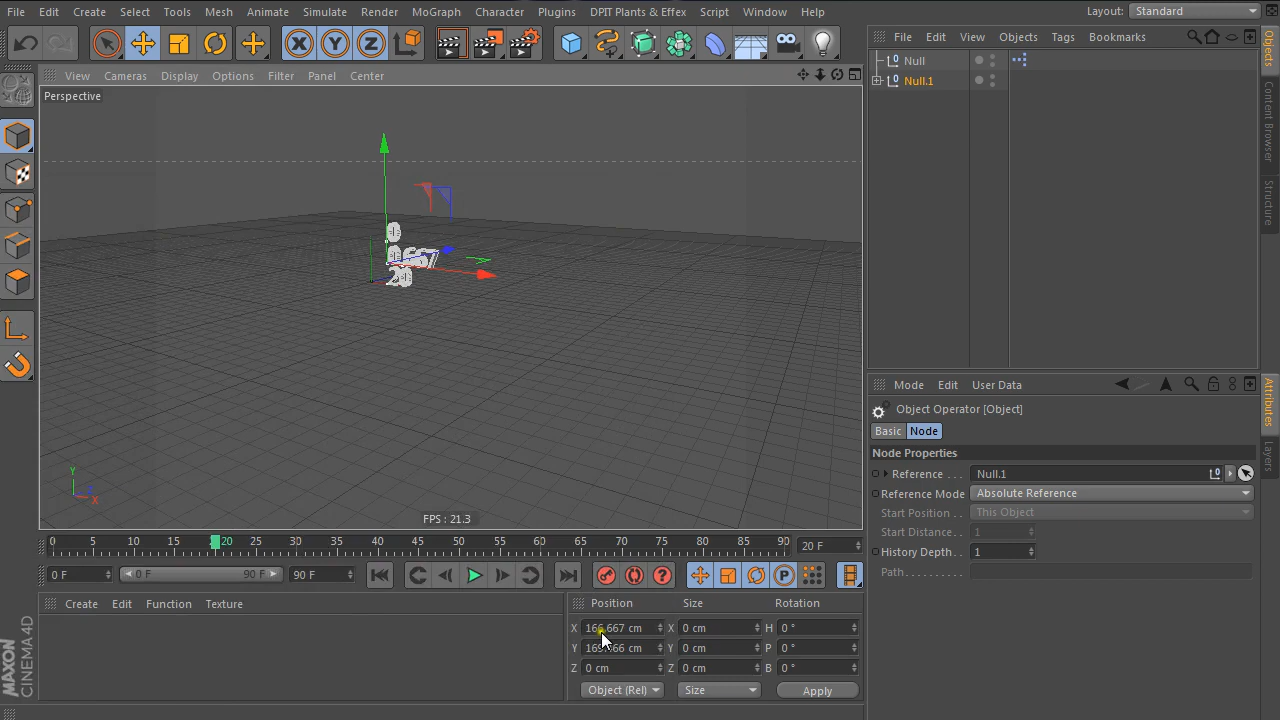 File Edit Create Select Tools Mesh Animate Simulate Render MoGraph Character Plugins DPIT Plants & Effex Script Window Help Layout: Standard
X Y Z
File Edit View Objects Tags Bookmarks
View Cameras Display Options Filter Panel Center
Perspective
Null
Null.1
Objects
Content Browser
Structure
Mode Edit User Data
Object Operator [Object]
Basic Node
Node Properties
Reference . . . Null.1
Reference Mode Absolute Reference
Start Position . . This Object
Start Distance. . 1
History Depth. . 1
Path. . . . . . . . . .
Attributes
Layers
Y
X
FPS : 21.3
0 5 10 15 20 25 30 35 40 45 50 55 60 65 70 75 80 85 90 20 F
0 F 0 F 90 F 90 F
Create Edit Function Texture
Position Size Rotation
X 166.667 cm X 0 cm H 0 °
Y cm Y 0 cm P 0 °
Z 0 cm Z 0 cm B 0 °
Object (Rel) Size Apply
MAXON CINEMA 4D